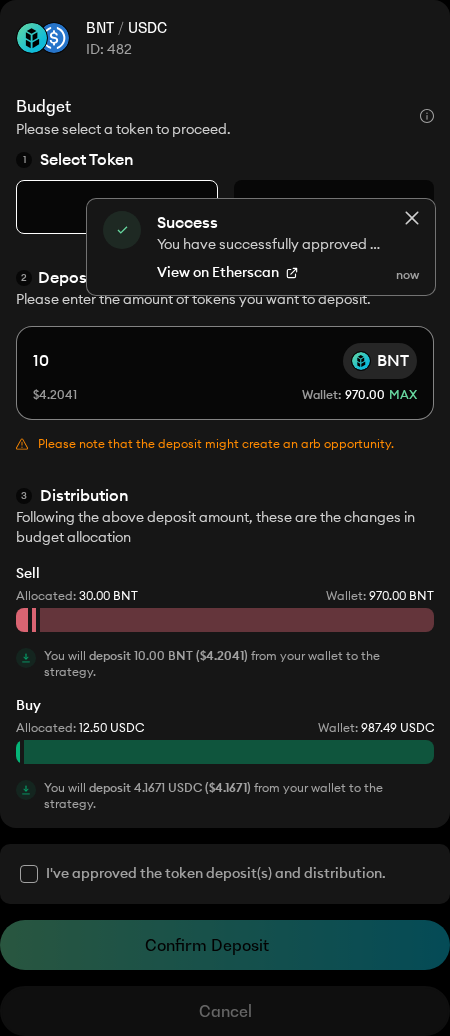 BNT / USDC
ID: 482
Budget
Please select a token to proceed.
1 Select Token
Success
You have successfully approved ...
View on Etherscan
now
2 Depos
Please enter the amount of tokens you want to deposit.
10 BNT
$4.2041 Wallet: 970.00 MAX
Please note that the deposit might create an arb opportunity.
3 Distribution
Following the above deposit amount, these are the changes in
budget allocation
Sell
Allocated: 30.00 BNT Wallet: 970.00 BNT
You will deposit 10.00 BNT ($4.2041) from your wallet to the
strategy.
Buy
Allocated: 12.50 USDC Wallet: 987.49 USDC
You will deposit 4.1671 USDC ($4.1671) from your wallet to the
strategy.
I've approved the token deposit(s) and distribution.
Confirm Deposit
Cancel